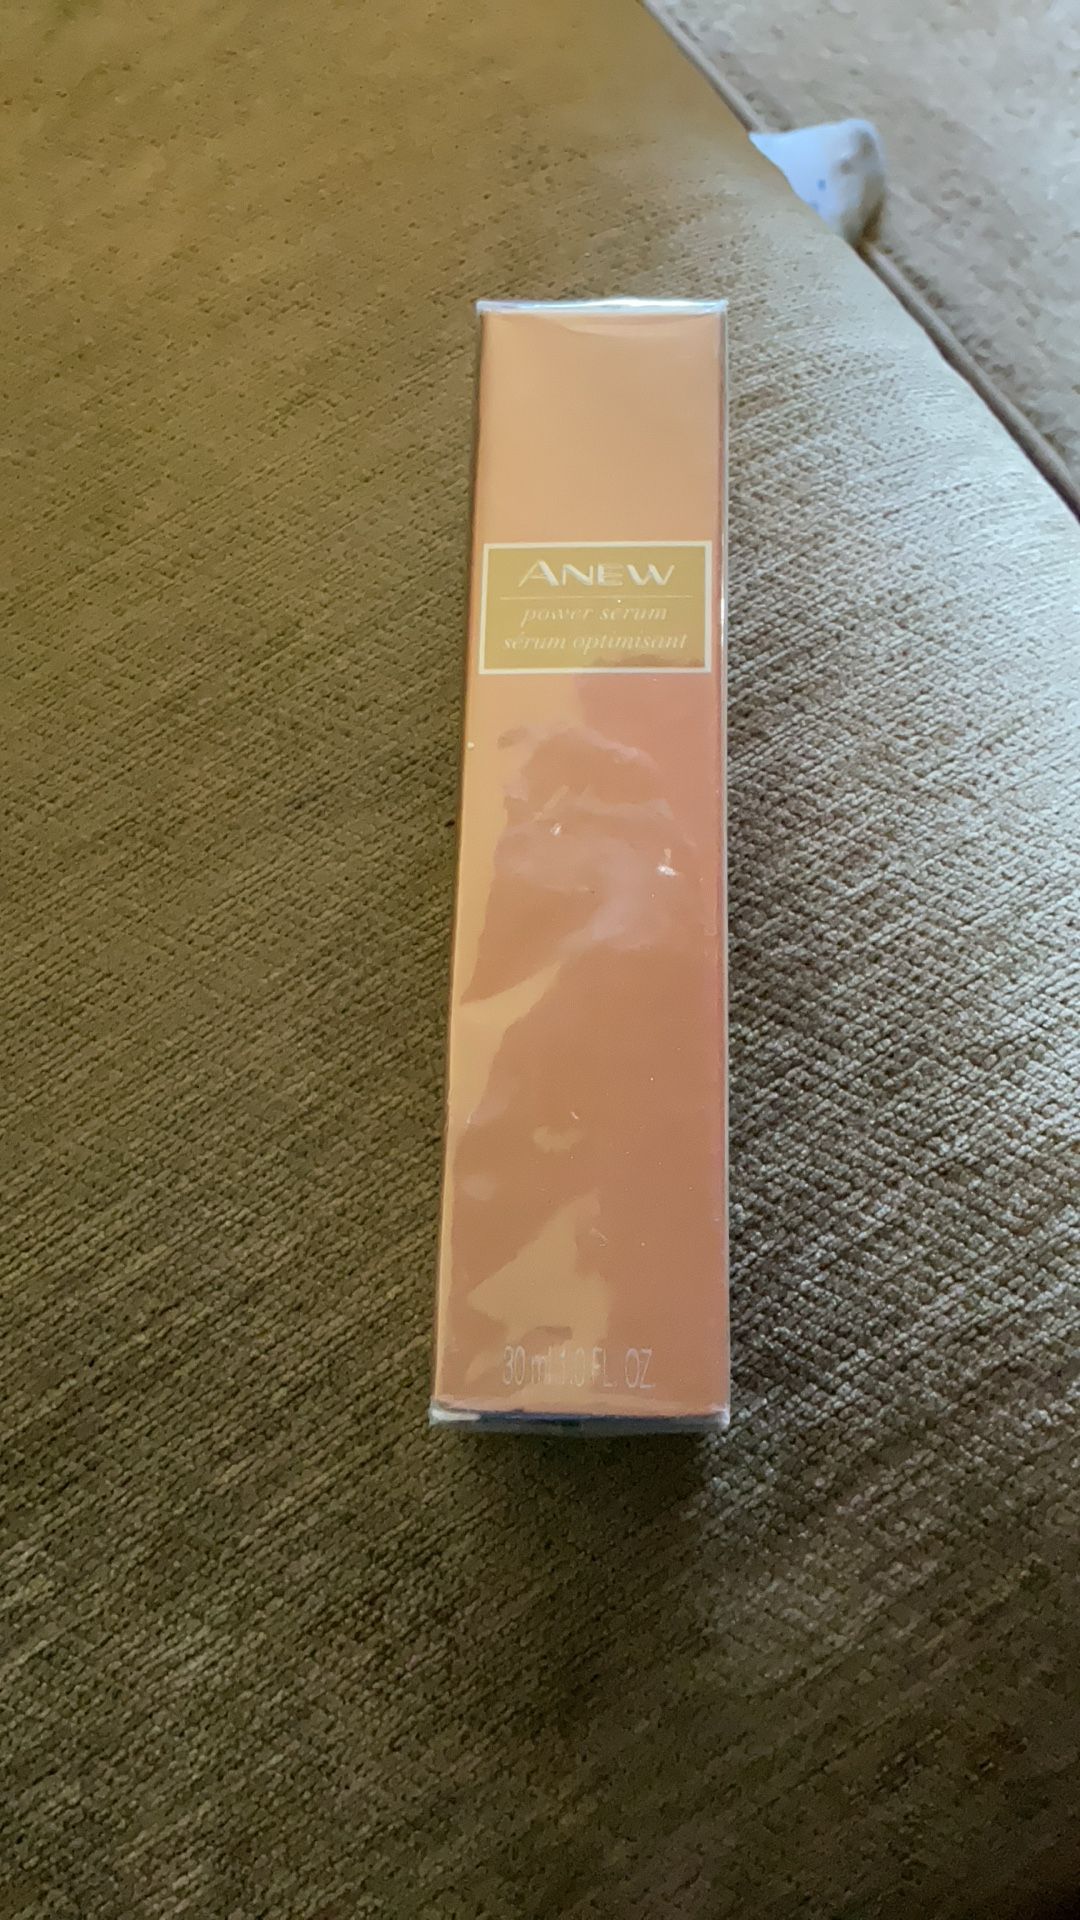 ANEW
power serum
sérum optimisant
30 ml 1.0 FL. OZ